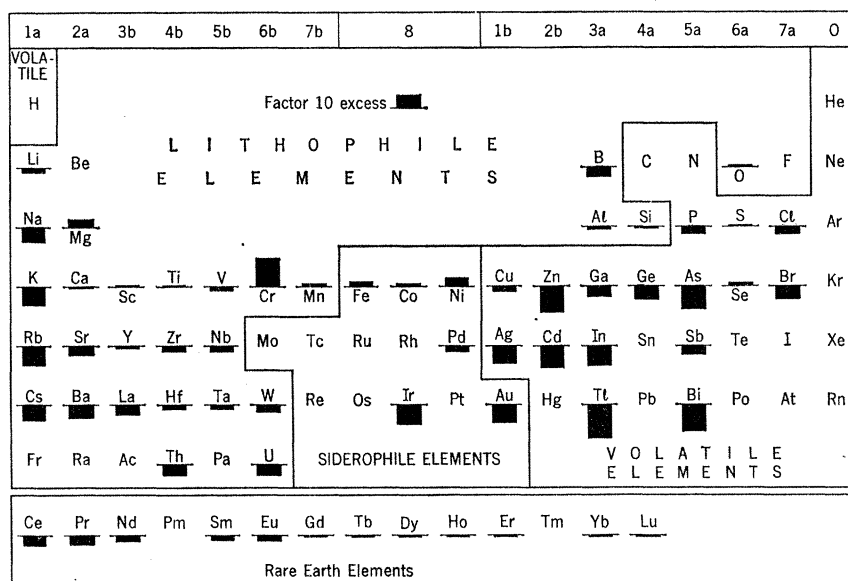 1a 2a 3b 4b 5b 6b 7b 8 1b 2b 3a 4a 5a 6a 7a O
VOLA-
TILE
H He
Factor 10 excess
L I T H O P H I L E
E L E M E N T S
Li Be B C N O F Ne
Na Mg Al Si P S Cl Ar
K Ca Sc Ti V Cr Mn Fe Co Ni Cu Zn Ga Ge As Se Br Kr
Rb Sr Y Zr Nb Mo Tc Ru Rh Pd Ag Cd In Sn Sb Te I Xe
Cs Ba La Hf Ta W Re Os Ir Pt Au Hg Tl Pb Bi Po At Rn
Fr Ra Ac Th Pa U SIDEROPHILE ELEMENTS V O L A T I L E
E L E M E N T S
Ce Pr Nd Pm Sm Eu Gd Tb Dy Ho Er Tm Yb Lu
Rare Earth Elements